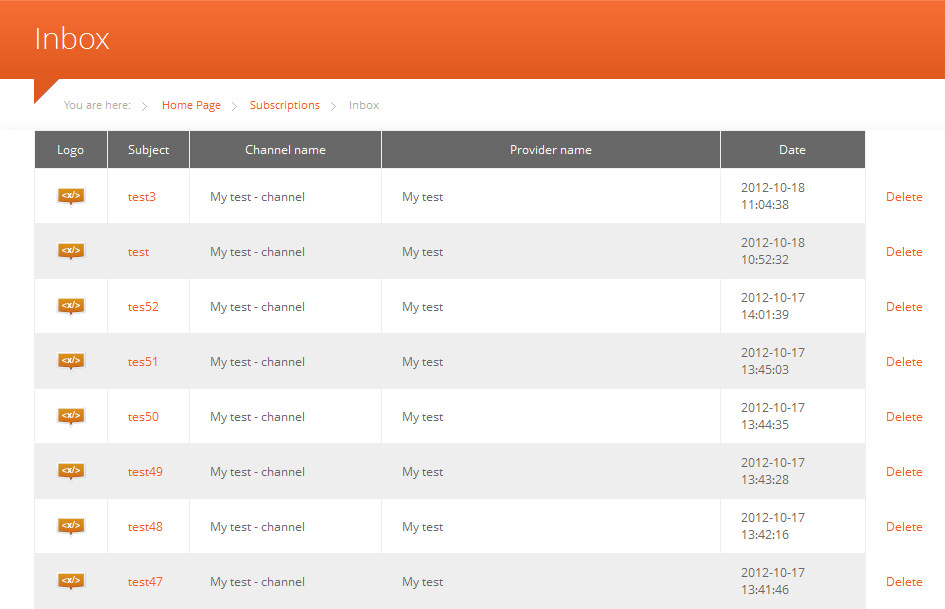 Inbox
You are here: > Home Page > Subscriptions > Inbox
Logo Subject Channel name Provider name Date
<x/> test3 My test - channel My test 2012-10-18 11:04:38 Delete
<x/> test My test - channel My test 2012-10-18 10:52:32 Delete
<x/> tes52 My test - channel My test 2012-10-17 14:01:39 Delete
<x/> tes51 My test - channel My test 2012-10-17 13:45:03 Delete
<x/> tes50 My test - channel My test 2012-10-17 13:44:35 Delete
<x/> test49 My test - channel My test 2012-10-17 13:43:28 Delete
<x/> test48 My test - channel My test 2012-10-17 13:42:16 Delete
<x/> test47 My test - channel My test 2012-10-17 13:41:46 Delete